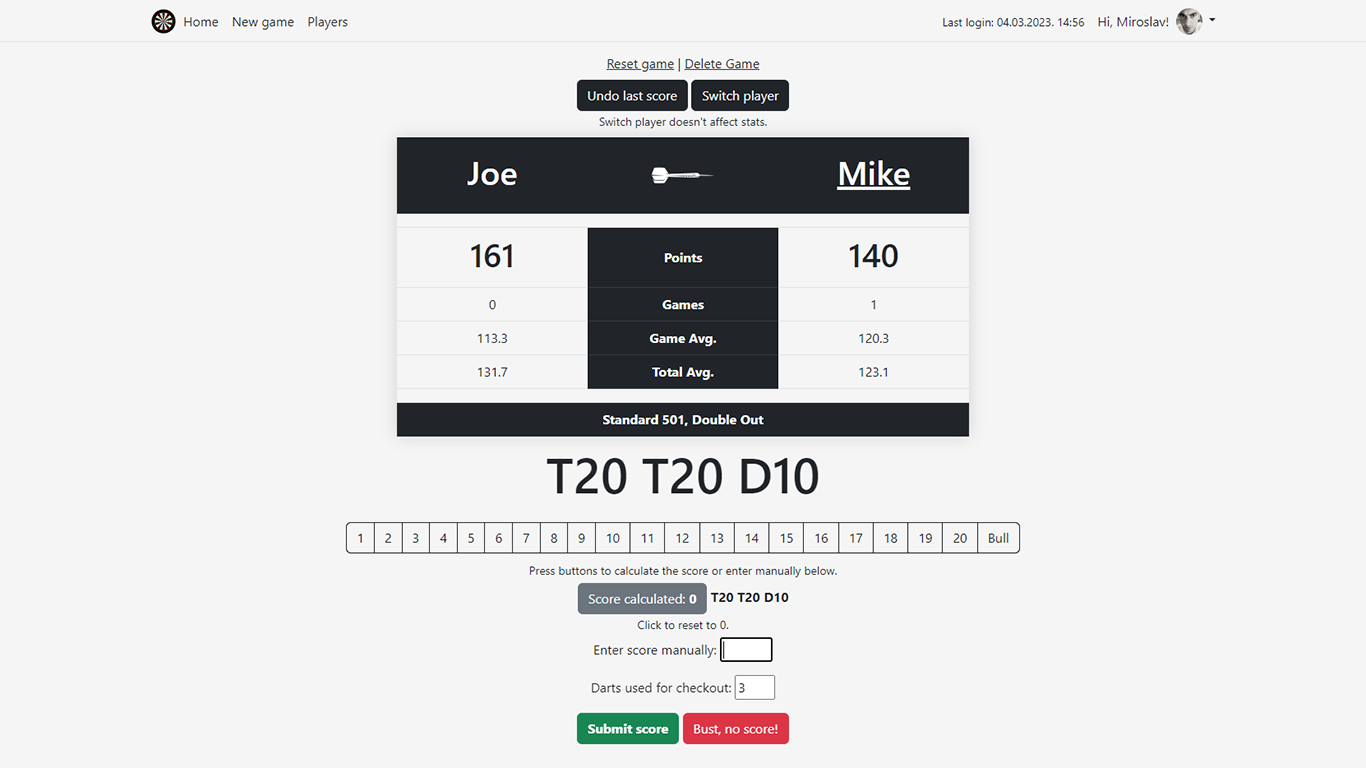 Home New game Players Last login: 04.03.2023. 14:56 Hi, Miroslav!
Reset game | Delete Game
Undo last score Switch player
Switch player doesn't affect stats.
Joe Mike
161 Points 140
0 Games 1
113.3 Game Avg. 120.3
131.7 Total Avg. 123.1
Standard 501, Double Out
T20 T20 D10
1 2 3 4 5 6 7 8 9 10 11 12 13 14 15 16 17 18 19 20 Bull
Press buttons to calculate the score or enter manually below.
Score calculated: 0 T20 T20 D10
Click to reset to 0.
Enter score manually:
Darts used for checkout: 3
Submit score Bust, no score!